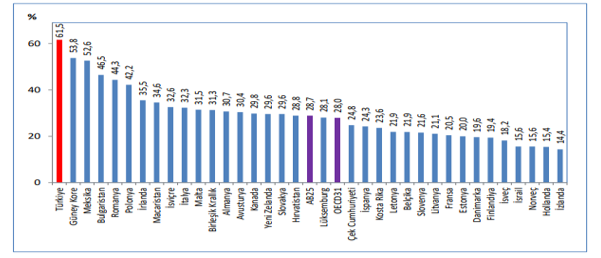 %
60
40
20
0
61,5
53,8
52,6
46,5
44,3
42,2
35,5
34,6
32,6
32,3
31,5
31,3
30,7
30,4
29,8
29,6
29,6
28,8
28,7
28,1
28,0
24,8
24,3
23,6
21,9
21,9
21,6
21,1
20,5
20,0
19,6
19,4
18,2
15,6
15,6
15,4
14,4
Türkiye
Güney Kore
Meksika
Bulgaristan
Romanya
Polonya
İrlanda
Macaristan
İsviçre
İtalya
Malta
Birleşik Krallık
Almanya
Avusturya
Kanada
Yeni Zelanda
Slovakya
Hırvatistan
AB25
Lüksemburg
OECD31
Çek Cumhuriyeti
İspanya
Kosta Rika
Letonya
Belçika
Slovenya
Litvanya
Fransa
Estonya
Danimarka
Finlandiya
İsveç
İsrail
Norveç
Hollanda
İzlanda